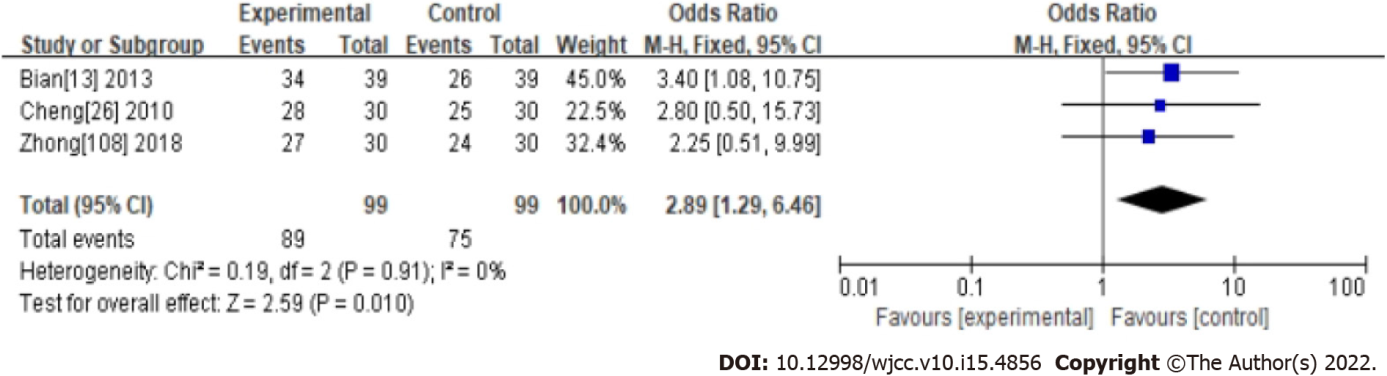 Experimental Control Odds Ratio Odds Ratio
Study or Subgroup Events Total Events Total Weight M-H, Fixed, 95% CI M-H, Fixed, 95% CI
Bian[13] 2013 34 39 26 39 45.0% 3.40 [1.08, 10.75]
Cheng[26] 2010 28 30 25 30 22.5% 2.80 [0.50, 15.73]
Zhong[108] 2018 27 30 24 30 32.4% 2.25 [0.51, 9.99]
Total (95% CI) 99 99 100.0% 2.89 [1.29, 6.46]
Total events 89 75
Heterogeneity: Chi² = 0.19, df = 2 (P = 0.91); I² = 0%
Test for overall effect: Z = 2.59 (P = 0.010)
0.01 0.1 1 10 100
Favours [experimental] Favours [control]
DOI: 10.12998/wjcc.v10.i15.4856 Copyright ©The Author(s) 2022.